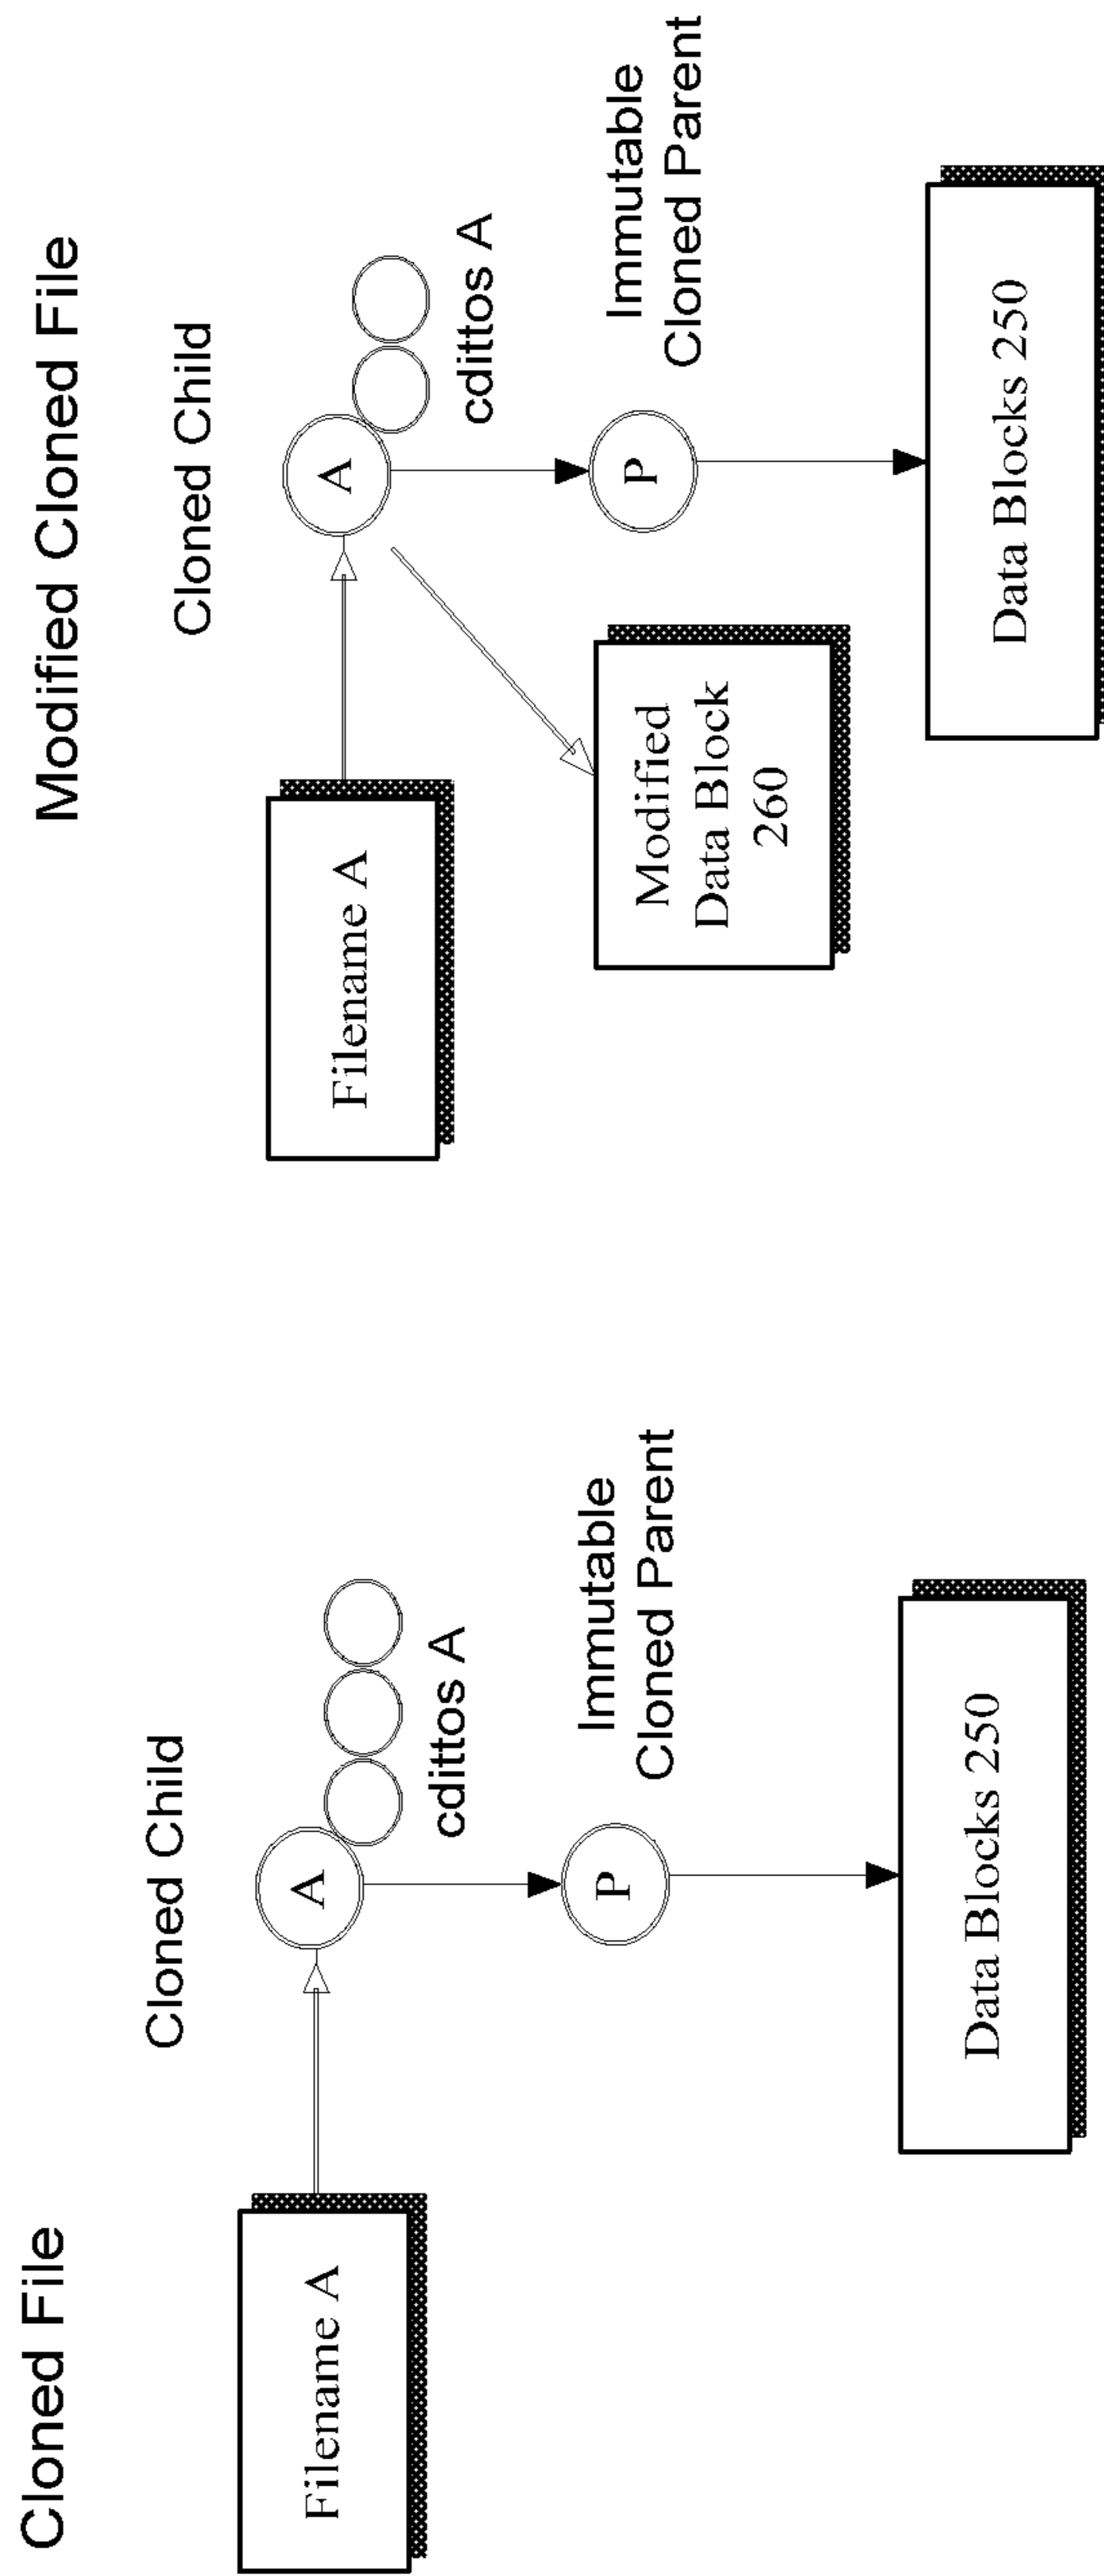 Cloned File
Cloned Child
Filename A
A
cdittos A
Immutable
Cloned Parent
P
Data Blocks 250
Modified Cloned File
Cloned Child
Filename A
A
cdittos A
Immutable
Cloned Parent
P
Modified
Data Block
260
Data Blocks 250